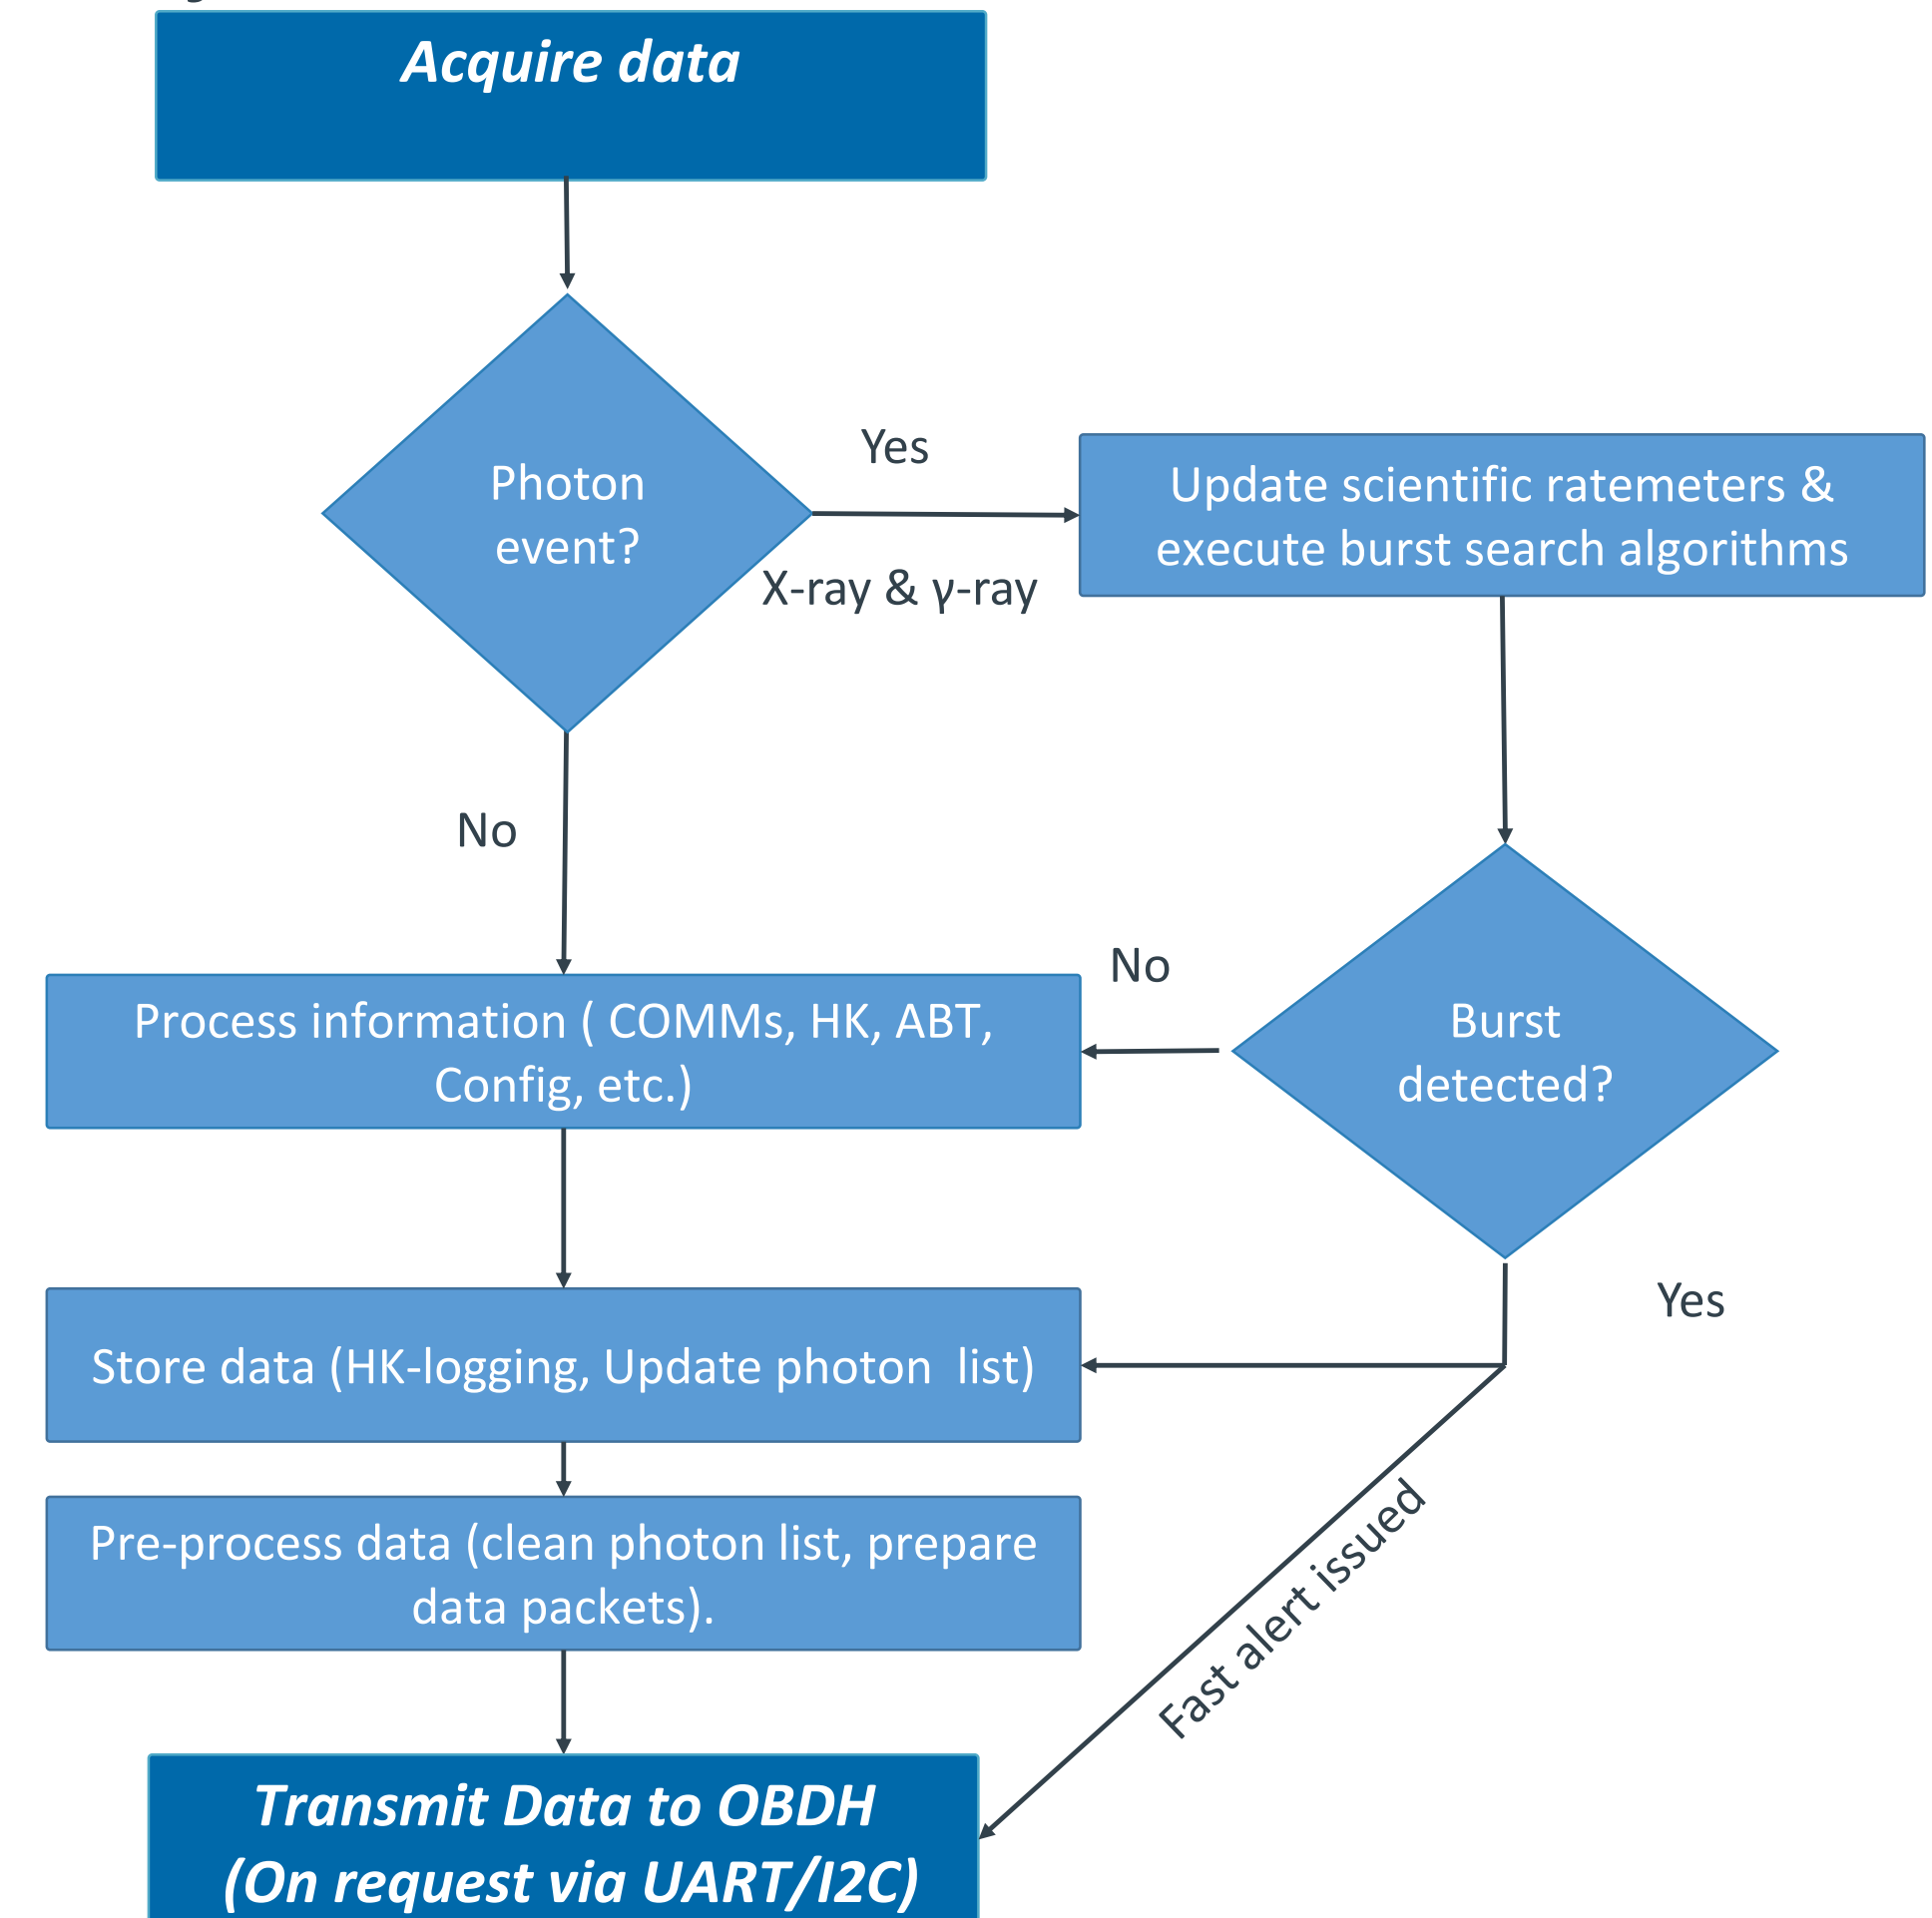 Acquire data
Photon
event?
Yes
X-ray & γ-ray
Update scientific ratemeters &
execute burst search algorithms
No
No
Process information ( COMMs, HK, ABT,
Config, etc.)
Burst
detected?
Yes
Store data (HK-logging, Update photon  list)
Pre-process data (clean photon list, prepare
data packets).
Fast alert issued
Transmit Data to OBDH
(On request via UART/I2C)